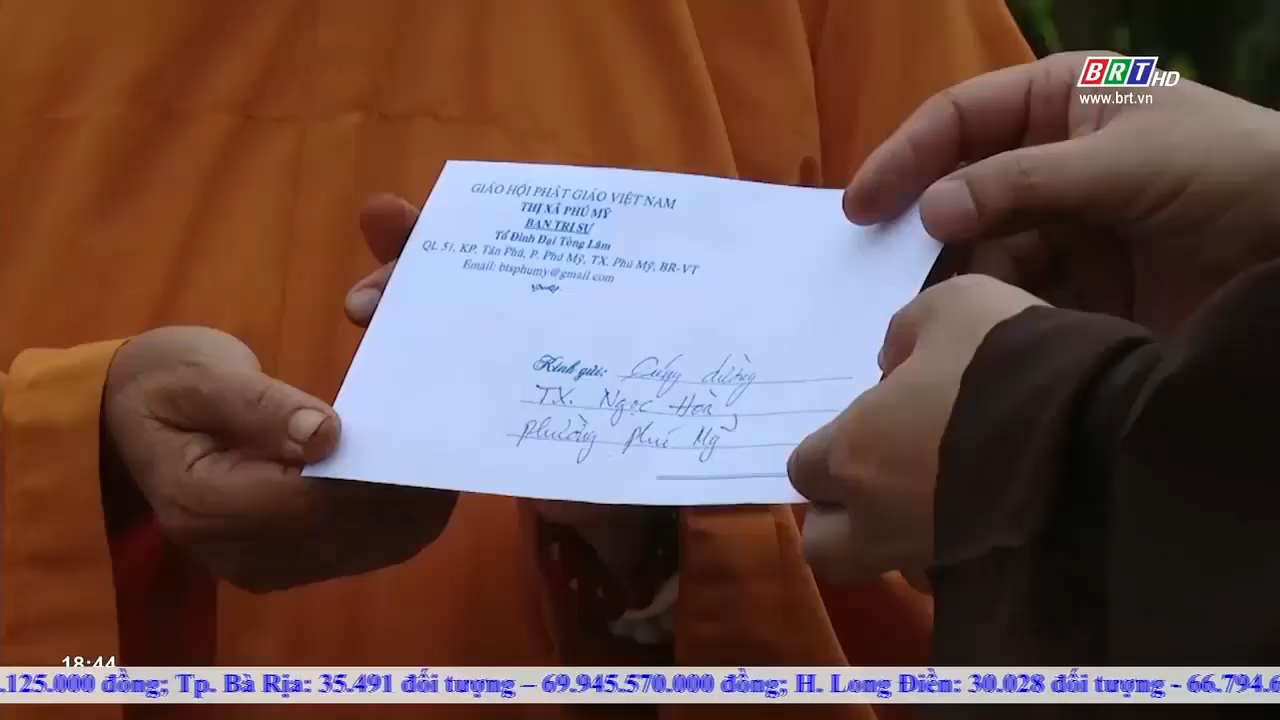 BRT HD
www.brt.vn
GIÁO HỘI PHẬT GIÁO VIỆT NAM
THỊ XÃ PHÚ MỸ
BAN TRỊ SỰ
Tổ Đình Đại Tòng Lâm
QL 51, KP. Tân Phú, P. Phú Mỹ, TX. Phú Mỹ, BR-VT
Email: btsphumy@gmail.com
Kính gửi: Cúng dường
TX. Ngọc Hoà
phường phú Mỹ
18:44
.125.000 đồng; Tp. Bà Rịa: 35.491 đối tượng – 69.945.570.000 đồng; H. Long Điền: 30.028 đối tượng - 66.794.6